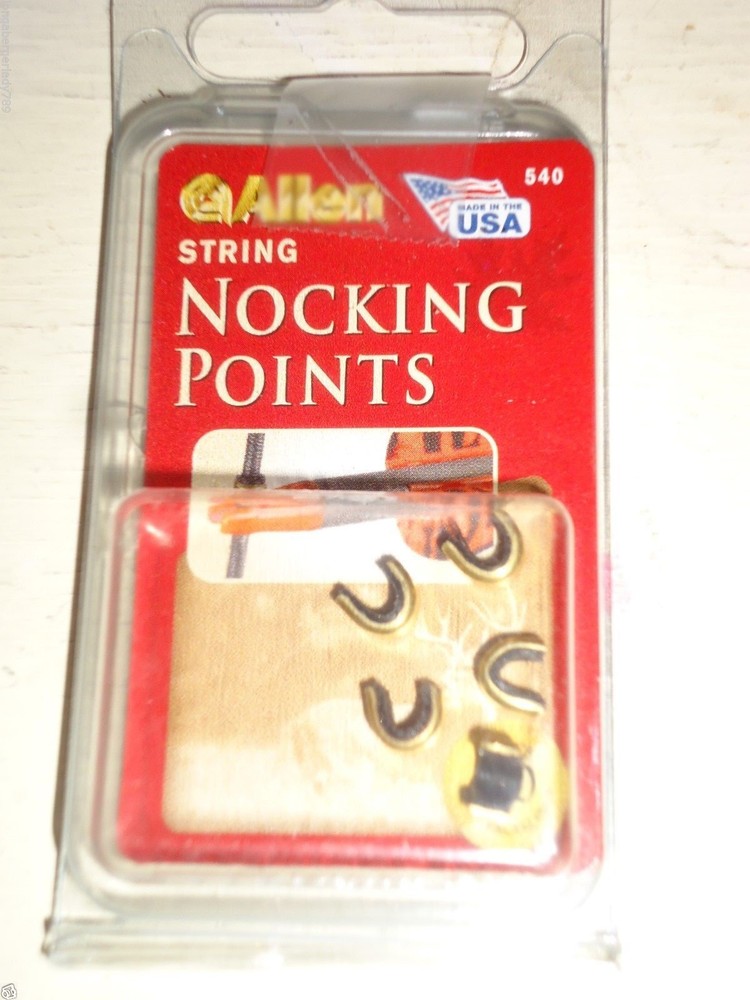 Allen
540
MADE IN THE
USA
STRING
NOCKING
POINTS